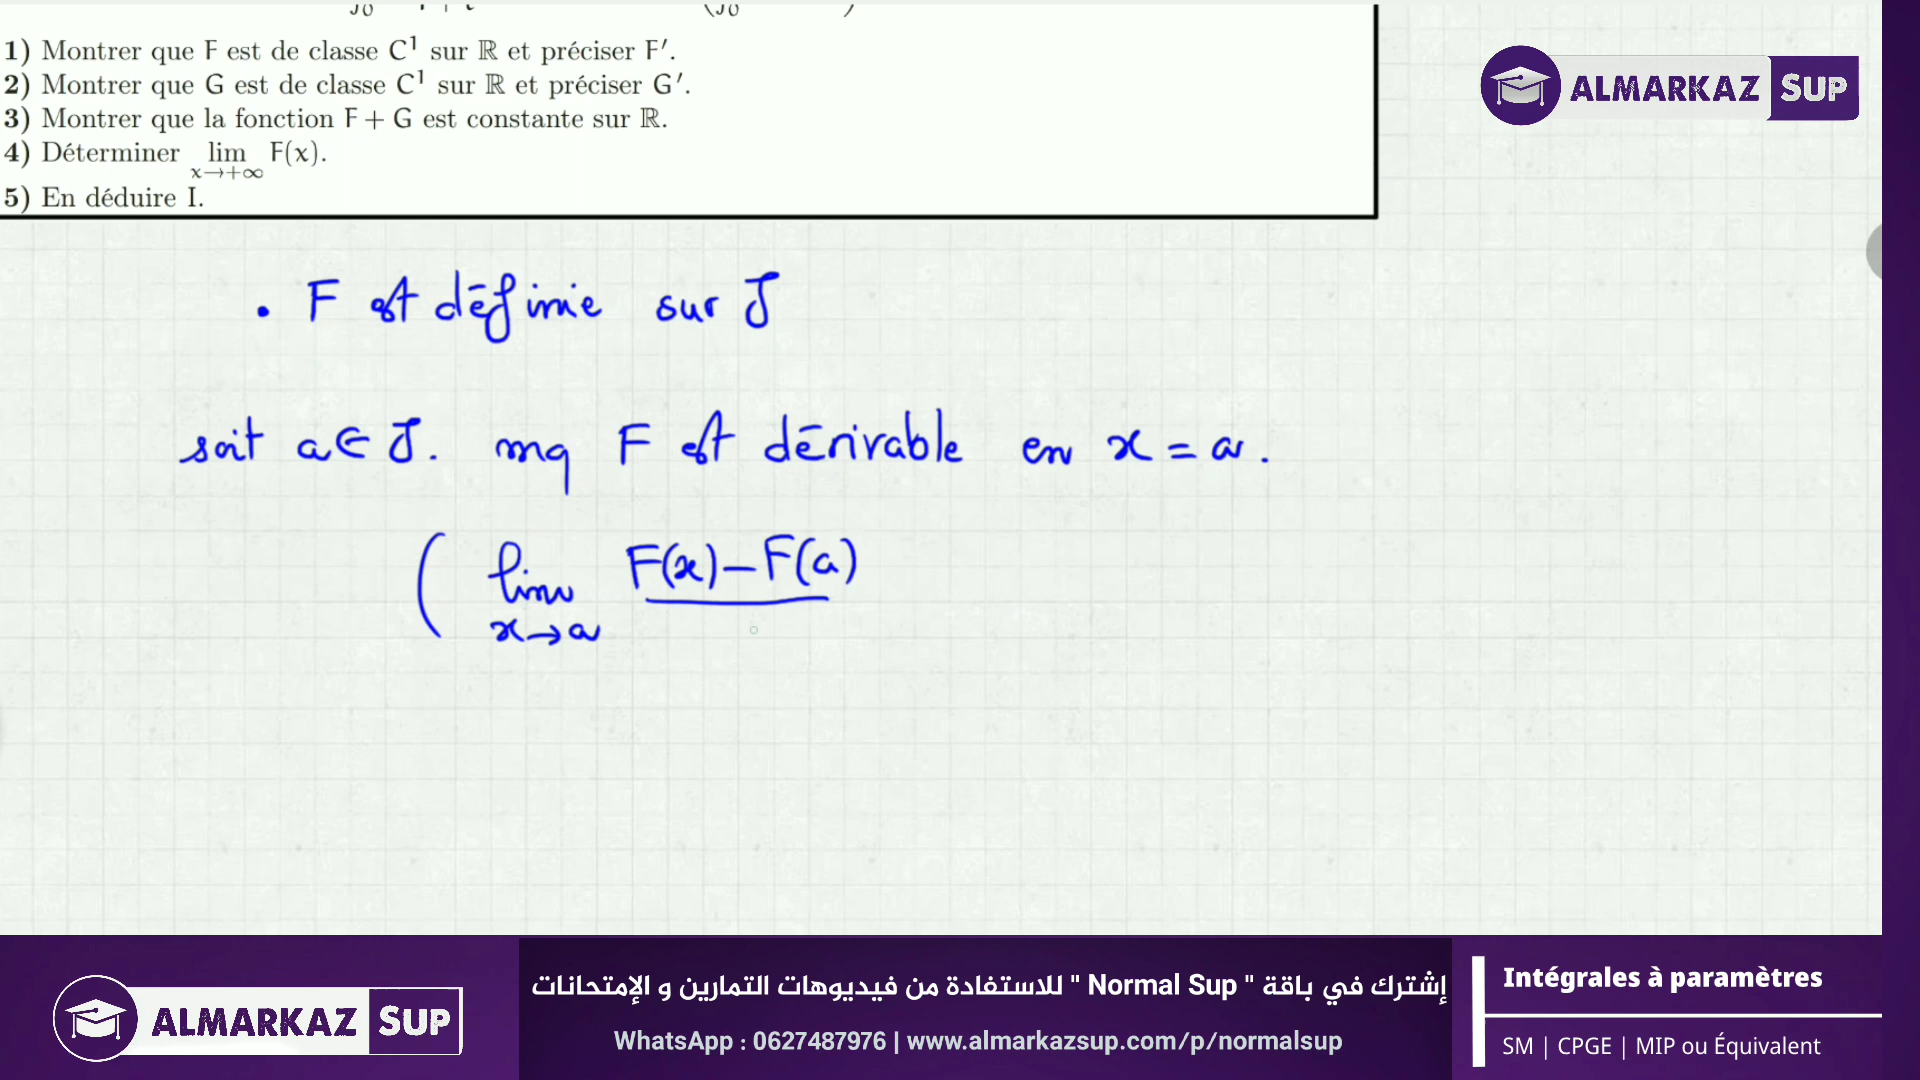 1) Montrer que F est de classe C¹ sur ℝ et préciser F′.
2) Montrer que G est de classe C¹ sur ℝ et préciser G′.
3) Montrer que la fonction F + G est constante sur ℝ.
4) Déterminer lim F(x).
x→+∞
5) En déduire I.
ALMARKAZ SUP
• F est définie sur J
soit a ∈ J. mq F est dérivable en x = a.
( lim F(x) – F(a)
x→a
ALMARKAZ SUP
إشترك في باقة " Normal Sup " للاستفادة من فيديوهات التمارين و الإمتحانات
WhatsApp : 0627487976 | www.almarkazsup.com/p/normalsup
Intégrales à paramètres
SM | CPGE | MIP ou Équivalent